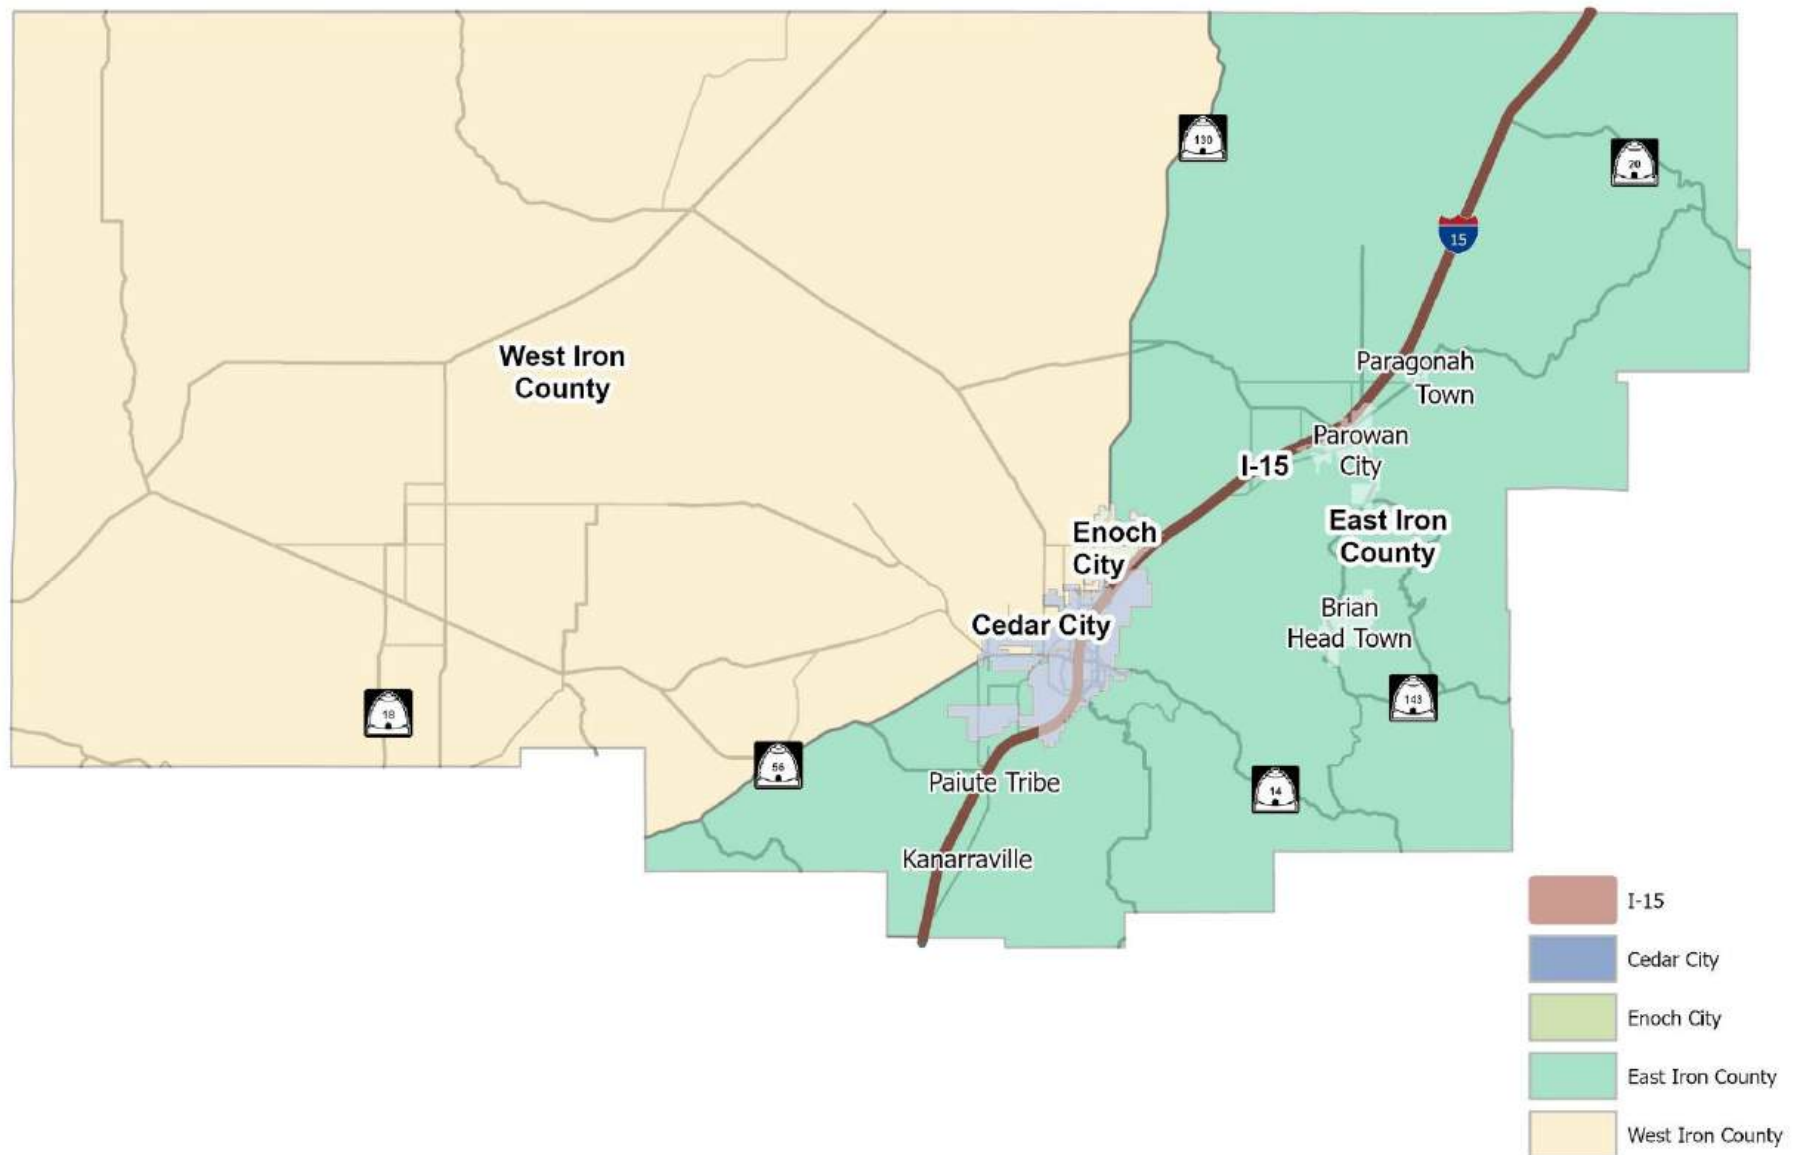 130
20
15
West Iron
County
Paragonah
Town
Parowan
City
I-15
East Iron
County
Enoch
City
Brian
Head Town
Cedar City
143
18
56
14
Paiute Tribe
Kanarraville
I-15
Cedar City
Enoch City
East Iron County
West Iron County